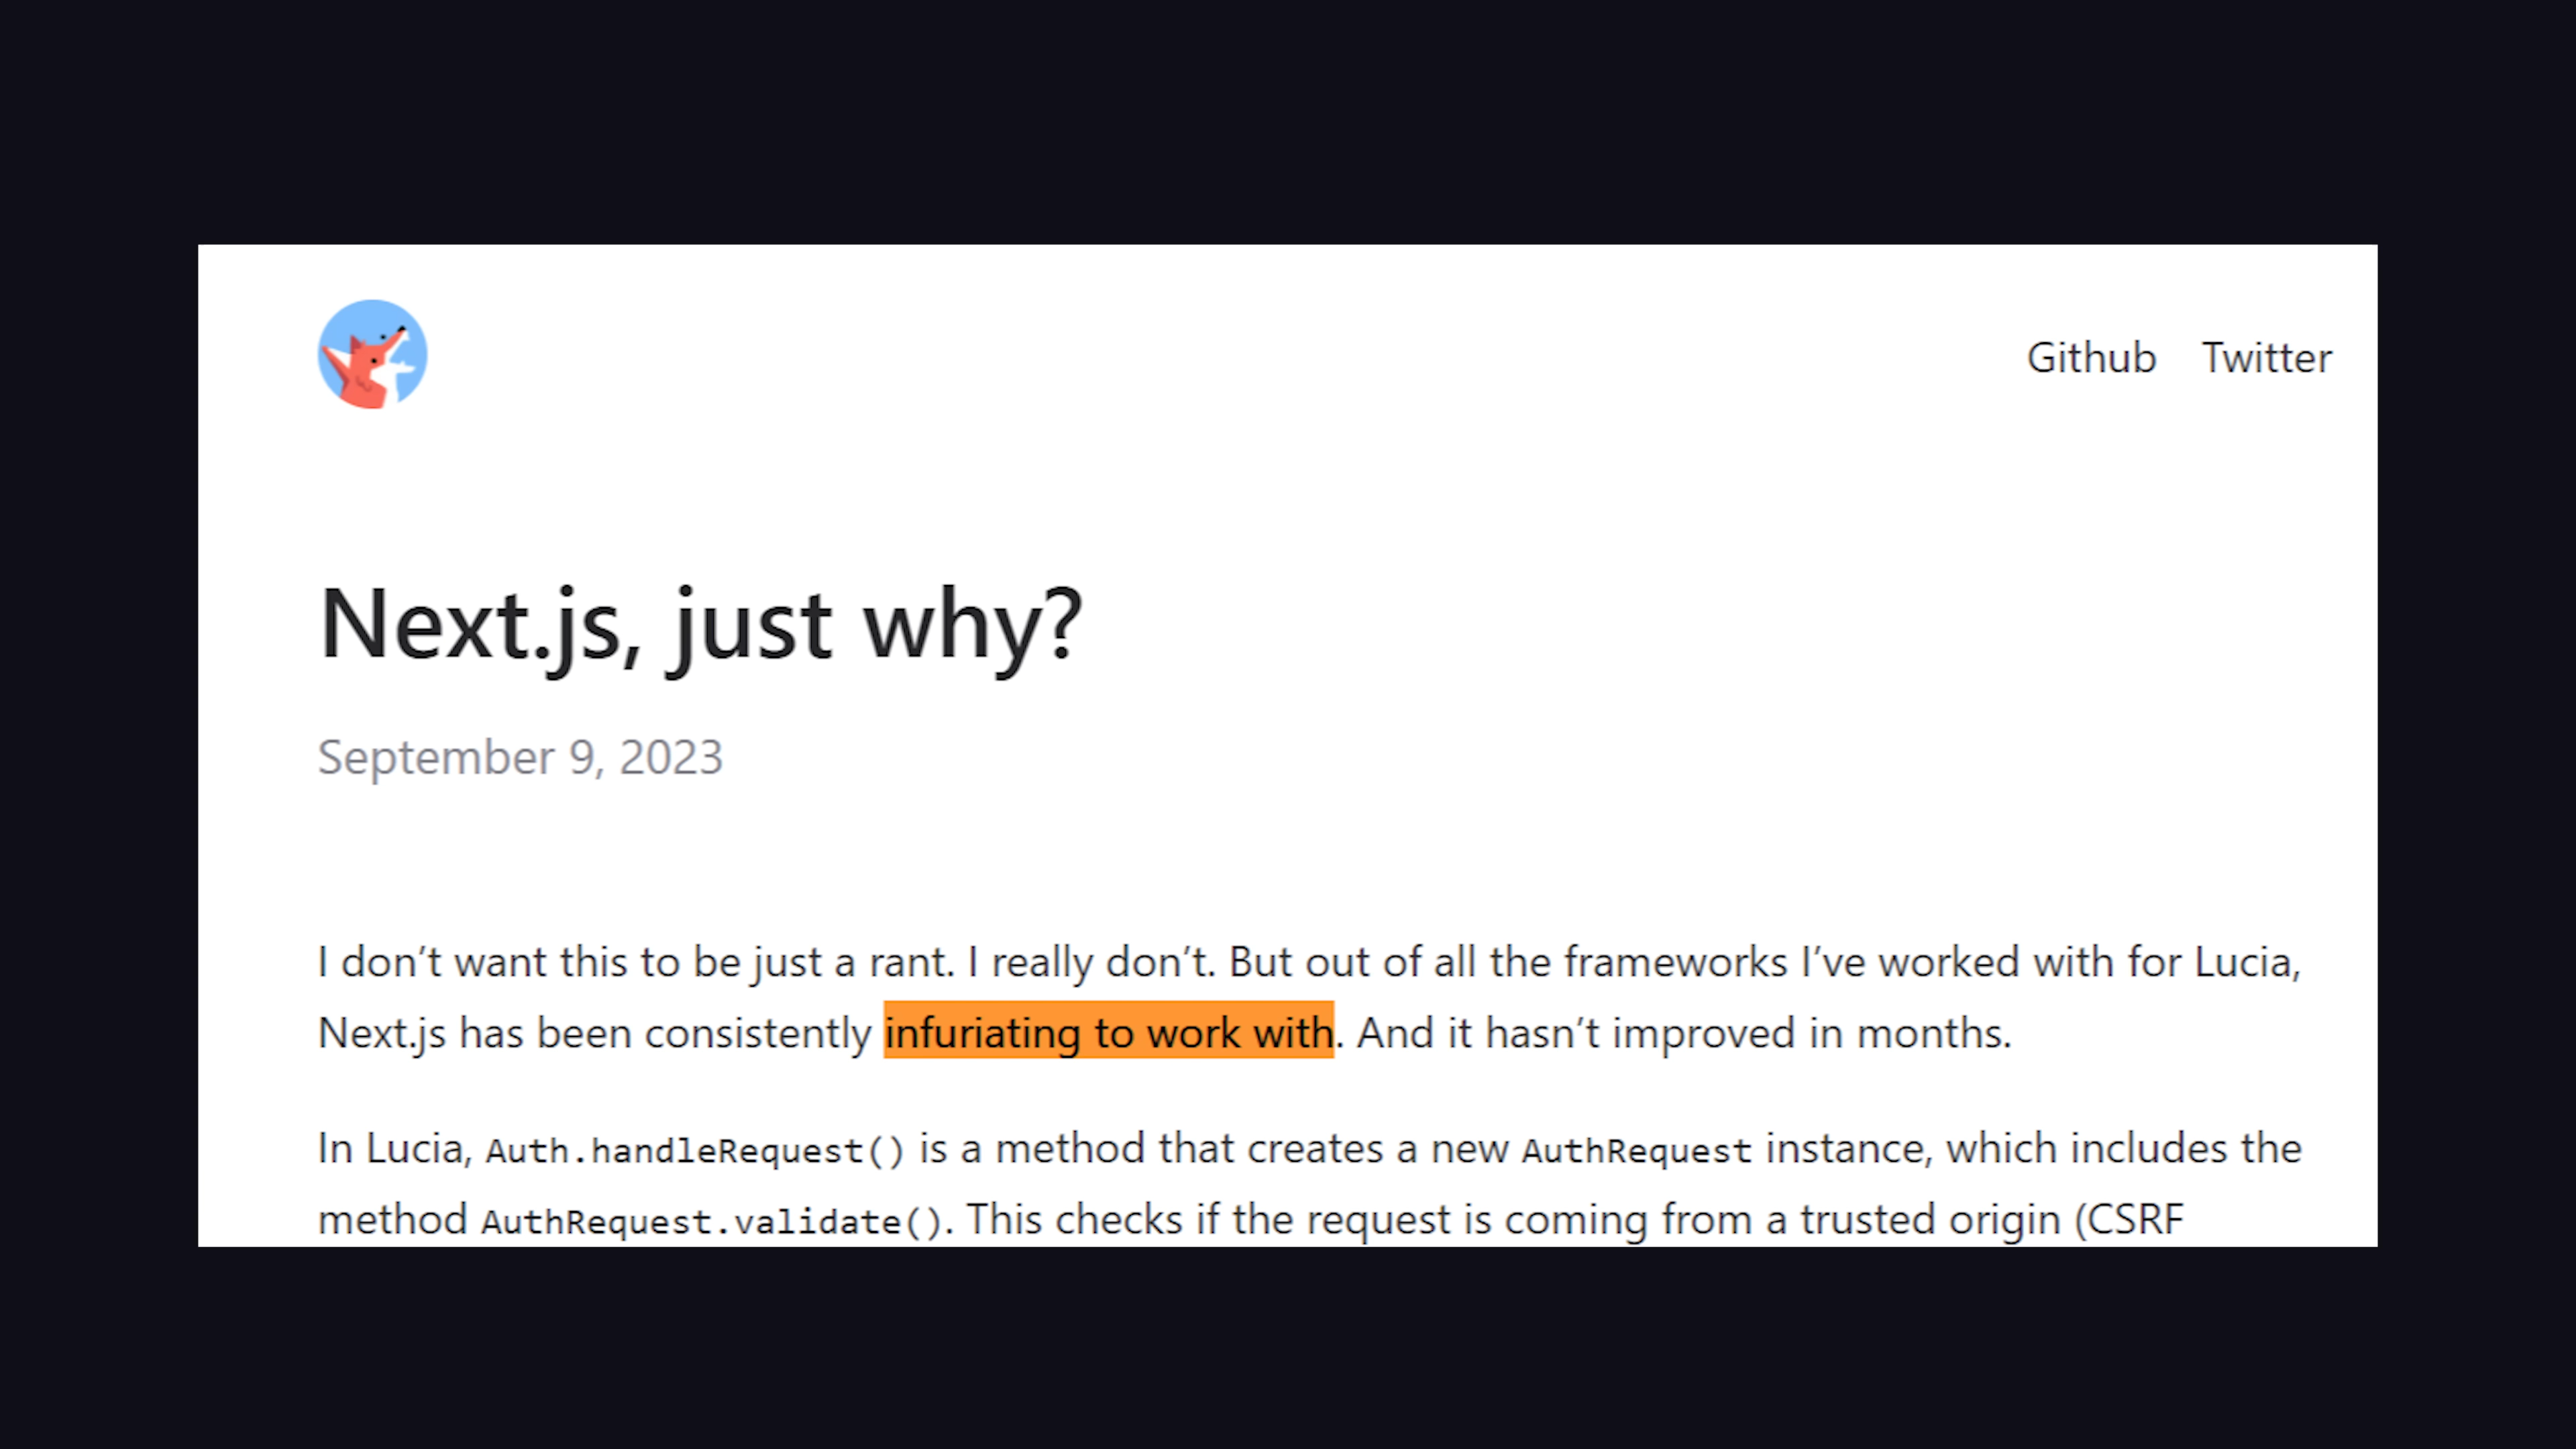 Github Twitter
Next.js, just why?
September 9, 2023
I don’t want this to be just a rant. I really don’t. But out of all the frameworks I’ve worked with for Lucia,
Next.js has been consistently infuriating to work with. And it hasn’t improved in months.
In Lucia, Auth.handleRequest() is a method that creates a new AuthRequest instance, which includes the
method AuthRequest.validate(). This checks if the request is coming from a trusted origin (CSRF